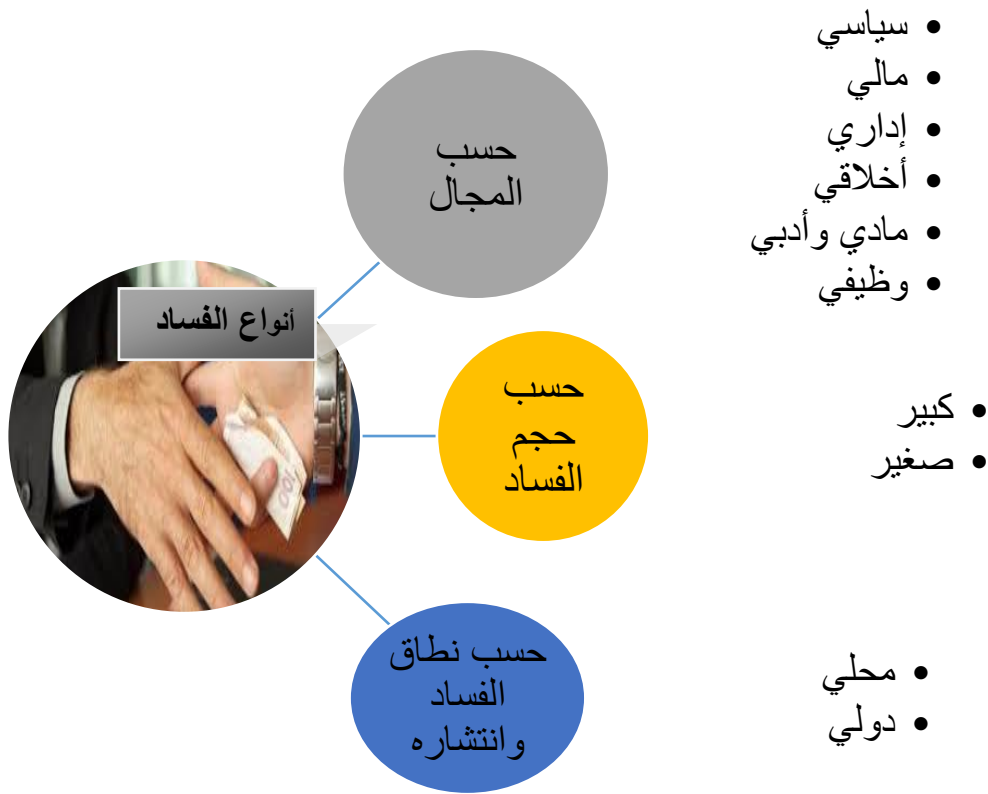 أنواع الفساد
حسب
المجال
• سياسي
• مالي
• إداري
• أخلاقي
• مادي وأدبي
• وظيفي
حسب
حجم
الفساد
• كبير
• صغير
حسب نطاق
الفساد
وانتشاره
• محلي
• دولي
100